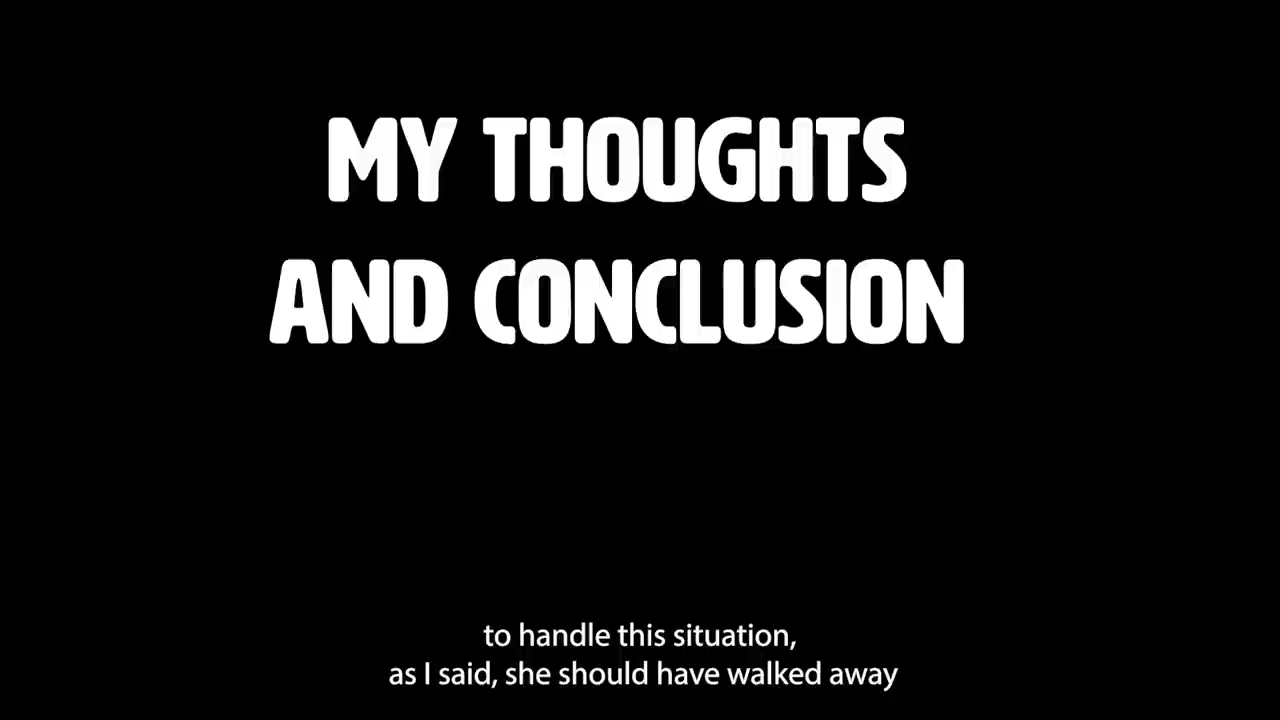 MY THOUGHTS
AND CONCLUSION
to handle this situation,
as I said, she should have walked away